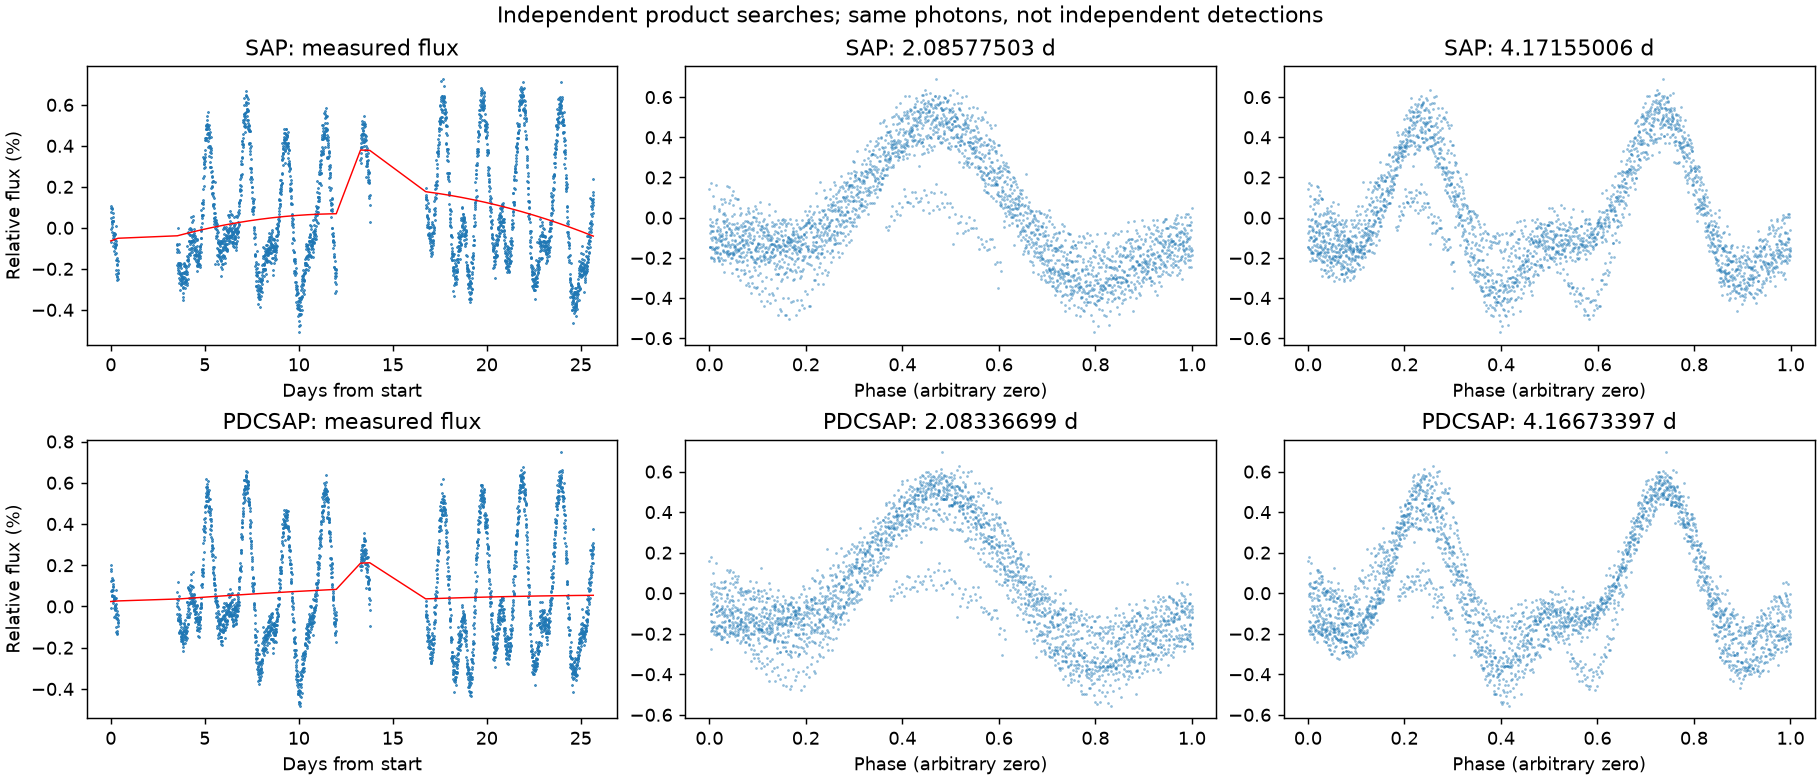 Independent product searches; same photons, not independent detections
SAP: measured flux
SAP: 2.08577503 d
SAP: 4.17155006 d
Relative flux (%)
0.6
0.4
0.2
0.0
−0.2
−0.4
0.6
0.4
0.2
0.0
−0.2
−0.4
−0.6
0.6
0.4
0.2
0.0
−0.2
−0.4
−0.6
0 5 10 15 20 25
0.0 0.2 0.4 0.6 0.8 1.0
0.0 0.2 0.4 0.6 0.8 1.0
Days from start
Phase (arbitrary zero)
Phase (arbitrary zero)
PDCSAP: measured flux
PDCSAP: 2.08336699 d
PDCSAP: 4.16673397 d
Relative flux (%)
0.8
0.6
0.4
0.2
0.0
−0.2
−0.4
0.6
0.4
0.2
0.0
−0.2
−0.4
−0.6
0.6
0.4
0.2
0.0
−0.2
−0.4
−0.6
0 5 10 15 20 25
0.0 0.2 0.4 0.6 0.8 1.0
0.0 0.2 0.4 0.6 0.8 1.0
Days from start
Phase (arbitrary zero)
Phase (arbitrary zero)